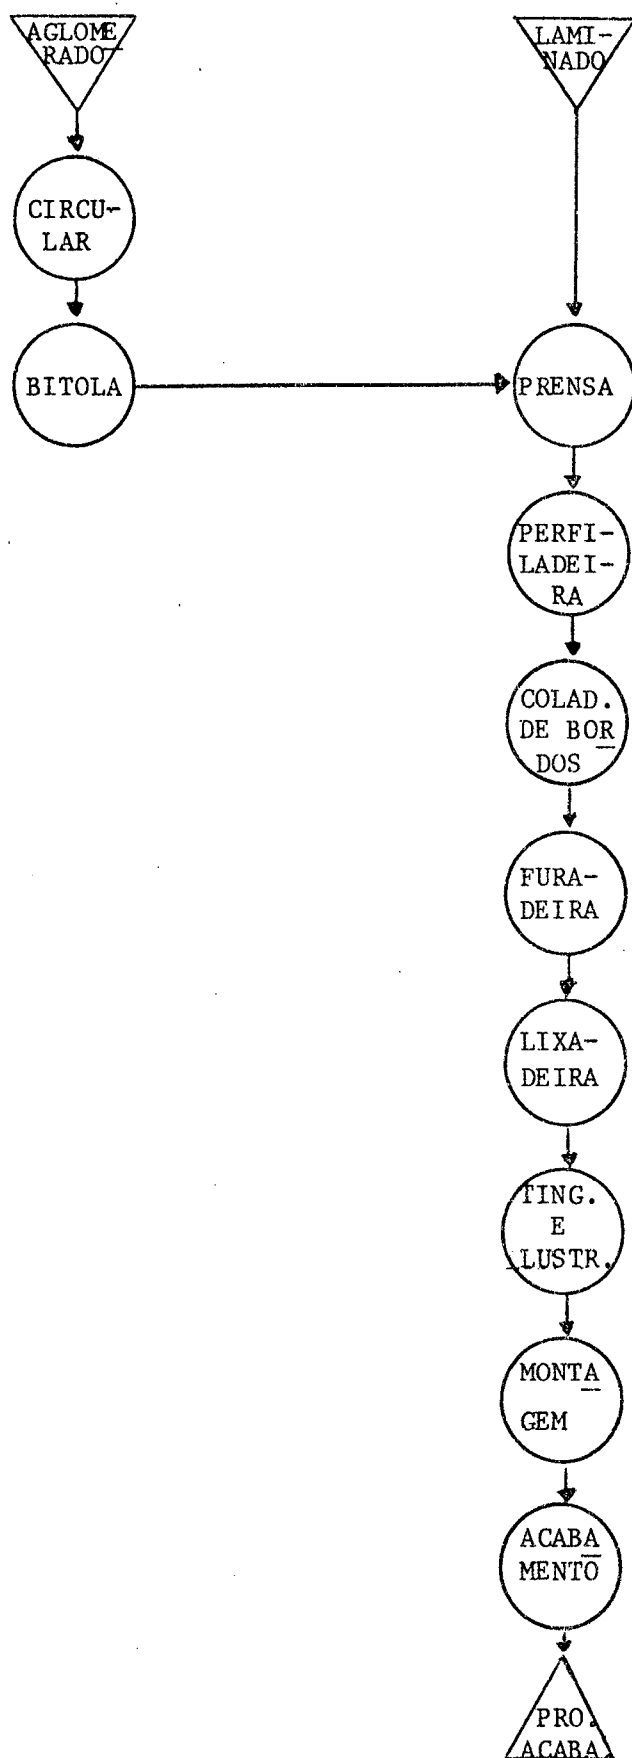 AGLOME
RADO
LAMI-
NADO
CIRCU-
LAR
BITOLA
PRENSA
PERFI-
LADEI-
RA
COLAD.
DE BOR
DOS
FURA-
DEIRA
LIXA-
DEIRA
TING.
E
LUSTR.
MONTA
GEM
ACABA
MENTO
PRO.
ACABA.